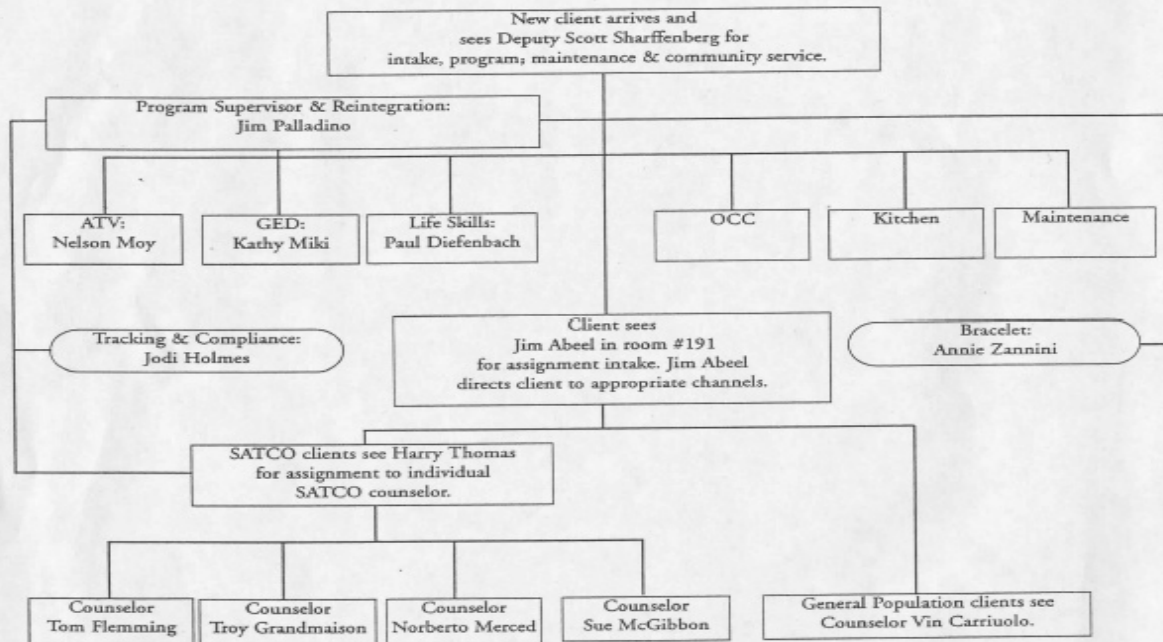 New client arrives and
sees Deputy Scott Sharffenberg for
intake, program; maintenance & community service.
Program Supervisor & Reintegration:
Jim Palladino
ATV:
Nelson Moy
GED:
Kathy Miki
Life Skills:
Paul Diefenbach
OCC
Kitchen
Maintenance
Tracking & Compliance:
Jodi Holmes
Client sees
Jim Abeel in room #191
for assignment intake. Jim Abeel
directs client to appropriate channels.
Bracelet:
Annie Zannini
SATCO clients see Harry Thomas
for assignment to individual
SATCO counselor.
Counselor
Tom Flemming
Counselor
Troy Grandmaison
Counselor
Norberto Merced
Counselor
Sue McGibbon
General Population clients see
Counselor Vin Carriuolo.